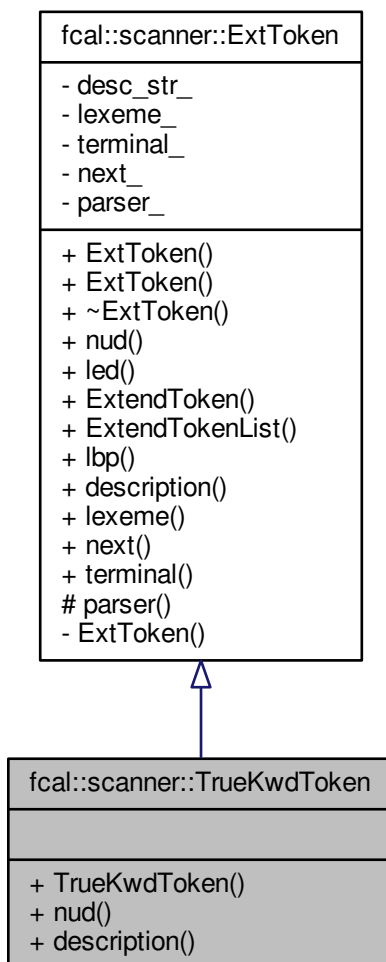 fcal::scanner::ExtToken
- desc_str_
- lexeme_
- terminal_
- next_
- parser_
+ ExtToken()
+ ExtToken()
+ ~ExtToken()
+ nud()
+ led()
+ ExtendToken()
+ ExtendTokenList()
+ lbp()
+ description()
+ lexeme()
+ next()
+ terminal()
# parser()
- ExtToken()
fcal::scanner::TrueKwdToken
+ TrueKwdToken()
+ nud()
+ description()